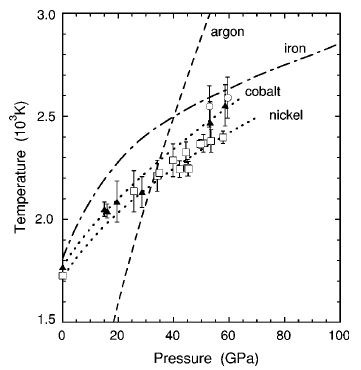 3.0
argon
iron
cobalt
2.5
nickel
Temperature (10³K)
2.0
1.5
0 20 40 60 80 100
Pressure (GPa)